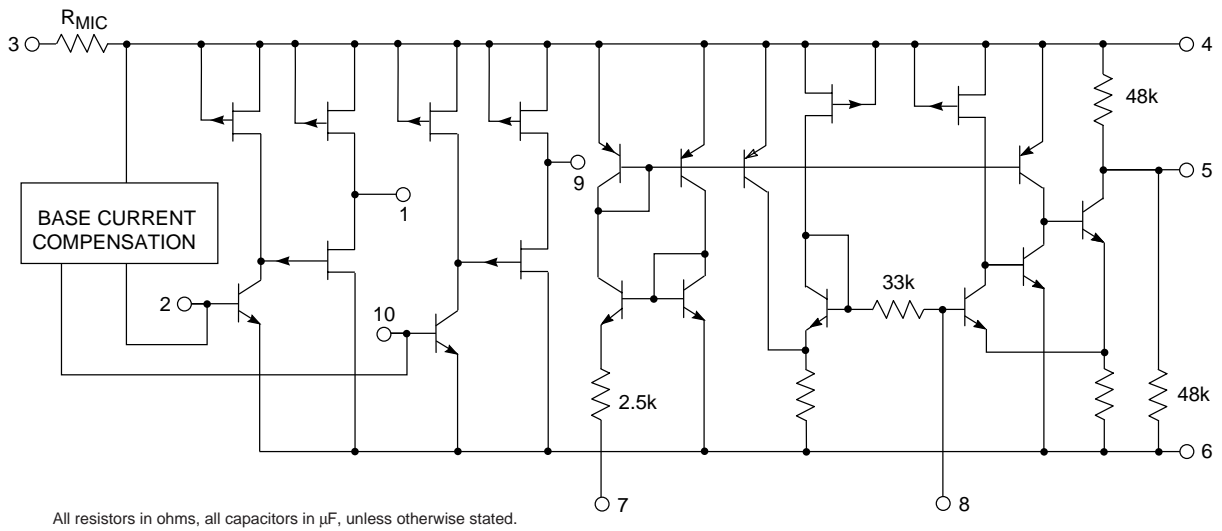 R_MIC
3
4
48k
9
5
1
BASE CURRENT
COMPENSATION
33k
2
10
2.5k
48k
6
7
8
All resistors in ohms, all capacitors in µF, unless otherwise stated.